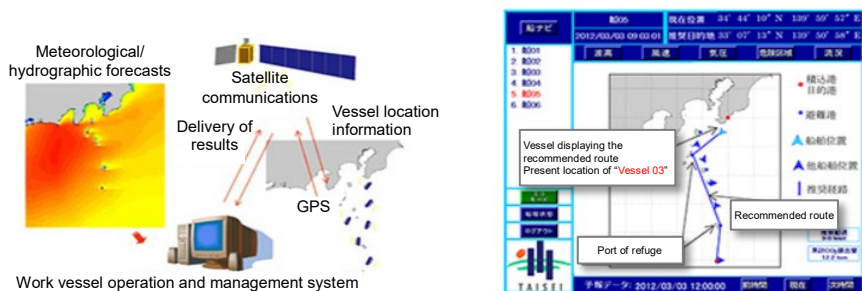 Meteorological/
hydrographic forecasts
Satellite
communications
Delivery of
results
Vessel location
information
GPS
Work vessel operation and management system
船ナビ
船05
2012/03/03 09:03:01
現在位置 34° 44' 10" N 139° 59' 57" E
推奨目的地 33° 07' 13" N 139° 50' 58" E
波高
風速
気圧
危険区域
流況
1. 船01
2. 船02
3. 船03
4. 船04
5. 船05
6. 船06
積込港
目的港
避難港
船舶位置
他船舶位置
推奨経路
Vessel displaying the
recommended route
Present location of "Vessel 03"
Recommended route
Port of refuge
ログアウト
12.2 ton
TAISEI
予報データ: 2012/03/03 12:00:00
前時間
現在
次時間